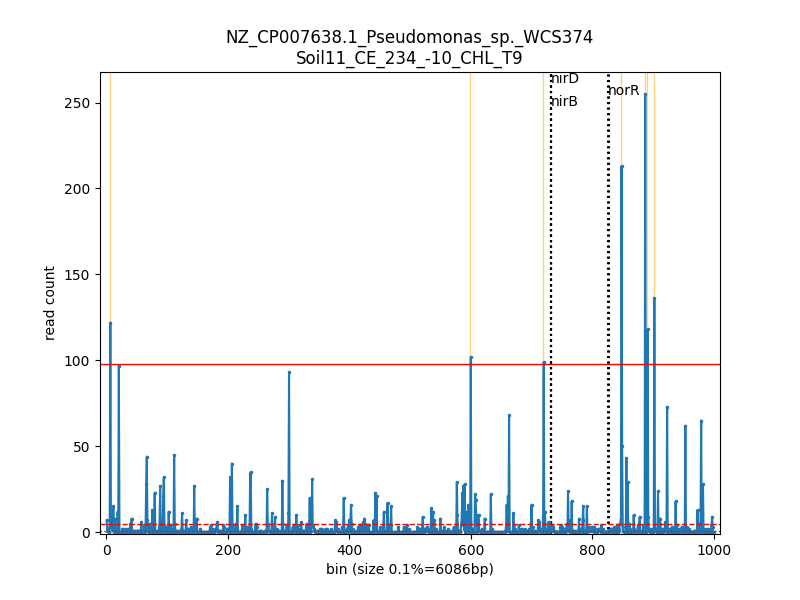 NZ_CP007638.1_Pseudomonas_sp._WCS374
Soil11_CE_234_-10_CHL_T9
nirD
norR
nirB
250
200
150
100
50
0
read count
0 200 400 600 800 1000
bin (size 0.1%=6086bp)